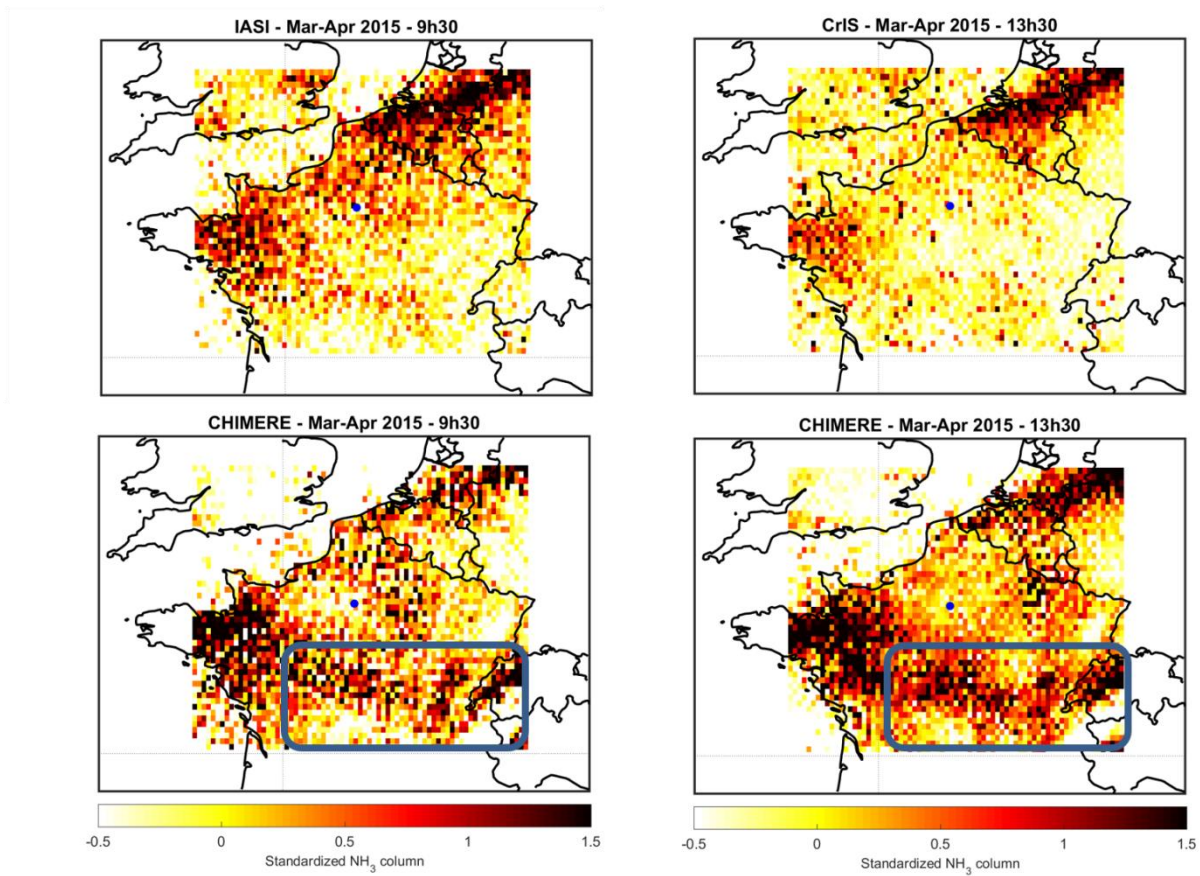 IASI - Mar-Apr 2015 - 9h30
CrIS - Mar-Apr 2015 - 13h30
CHIMERE - Mar-Apr 2015 - 9h30
CHIMERE - Mar-Apr 2015 - 13h30
-0.5 0 0.5 1 1.5
Standardized NH₃ column
-0.5 0 0.5 1 1.5
Standardized NH₃ column